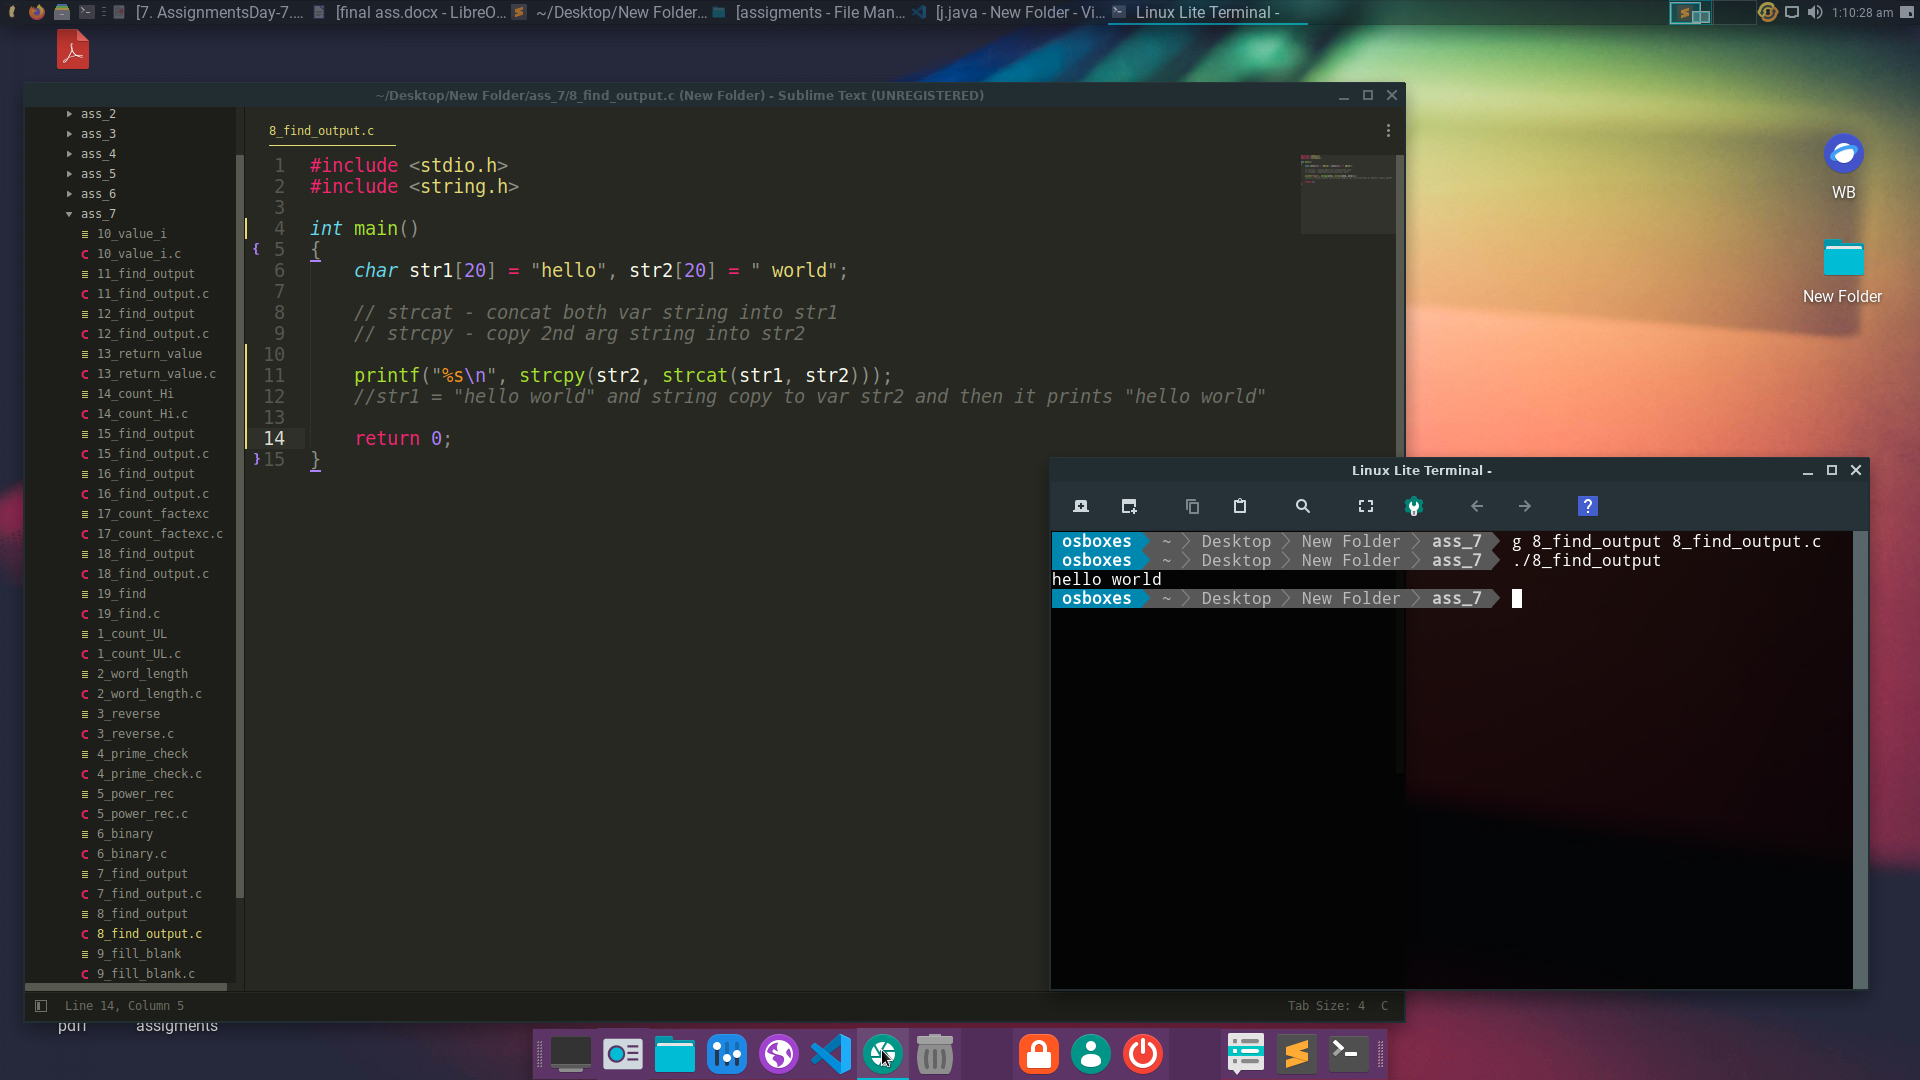 [7. AssignmentsDay-7....
[final ass.docx - LibreO...
~/Desktop/New Folder...
[assigments - File Man...
[j.java - New Folder - Vi...
Linux Lite Terminal -
1:10:28 am
~/Desktop/New Folder/ass_7/8_find_output.c (New Folder) - Sublime Text (UNREGISTERED)
ass_2
ass_3
ass_4
ass_5
ass_6
ass_7
10_value_i
10_value_i.c
11_find_output
11_find_output.c
12_find_output
12_find_output.c
13_return_value
13_return_value.c
14_count_Hi
14_count_Hi.c
15_find_output
15_find_output.c
16_find_output
16_find_output.c
17_count_factexc
17_count_factexc.c
18_find_output
18_find_output.c
19_find
19_find.c
1_count_UL
1_count_UL.c
2_word_length
2_word_length.c
3_reverse
3_reverse.c
4_prime_check
4_prime_check.c
5_power_rec
5_power_rec.c
6_binary
6_binary.c
7_find_output
7_find_output.c
8_find_output
8_find_output.c
9_fill_blank
9_fill_blank.c
8_find_output.c
1 #include <stdio.h>
2 #include <string.h>
3
4 int main()
5 {
6 char str1[20] = "hello", str2[20] = " world";
7
8 // strcat - concat both var string into str1
9 // strcpy - copy 2nd arg string into str2
10
11 printf("%s\n", strcpy(str2, strcat(str1, str2)));
12 //str1 = "hello world" and string copy to var str2 and then it prints "hello world"
13
14 return 0;
15 }
Line 14, Column 5
Tab Size: 4
C
Linux Lite Terminal -
osboxes ~ Desktop New Folder ass_7 g 8_find_output 8_find_output.c
osboxes ~ Desktop New Folder ass_7 ./8_find_output
hello world
osboxes ~ Desktop New Folder ass_7
WB
New Folder
assigments